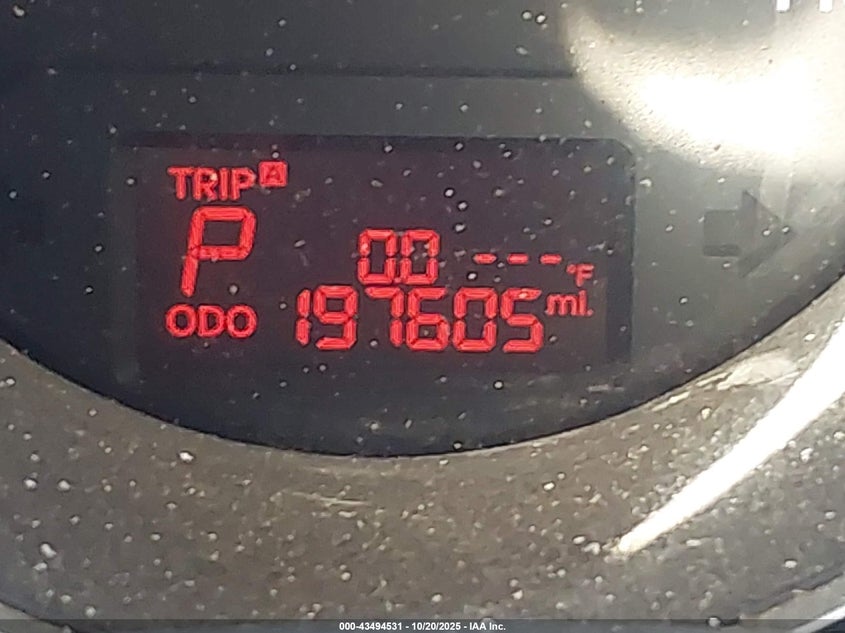 TRIP A
P 0.0 ---°F
ODO 197605 mi.
000-43494531 - 10/20/2025 - IAA Inc.